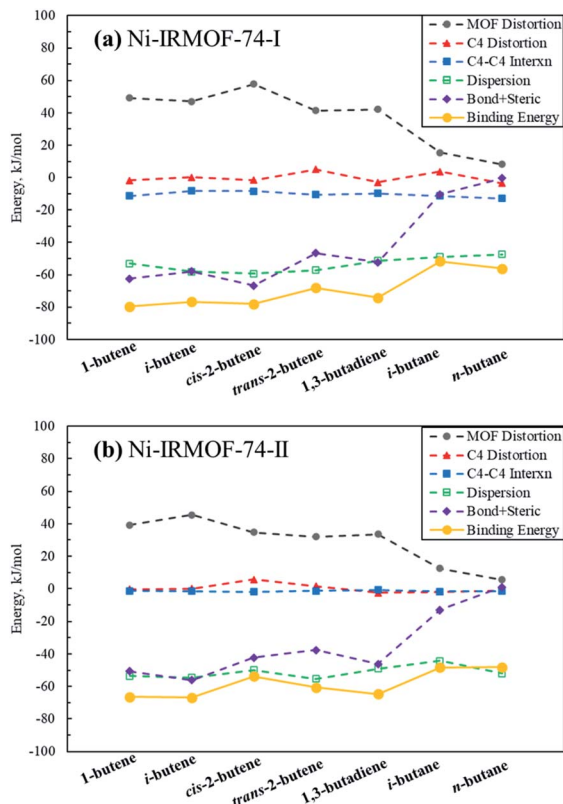 (a) Ni-IRMOF-74-I
MOF Distortion
C4 Distortion
C4-C4 Interxn
Dispersion
Bond+Steric
Binding Energy
Energy, kJ/mol
100
80
60
40
20
0
-20
-40
-60
-80
-100
1-butene
i-butene
cis-2-butene
trans-2-butene
1,3-butadiene
i-butane
n-butane
(b) Ni-IRMOF-74-II
MOF Distortion
C4 Distortion
C4-C4 Interxn
Dispersion
Bond+Steric
Binding Energy
Energy, kJ/mol
100
80
60
40
20
0
-20
-40
-60
-80
-100
1-butene
i-butene
cis-2-butene
trans-2-butene
1,3-butadiene
i-butane
n-butane